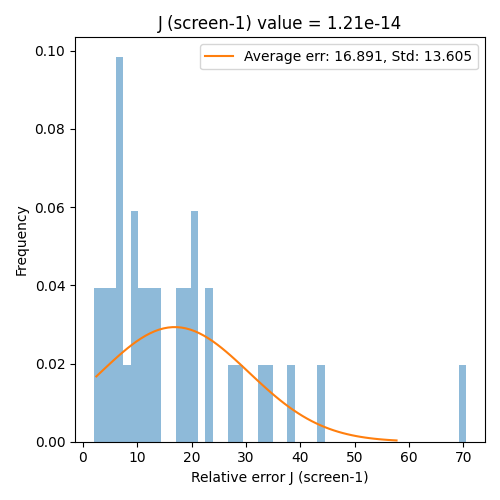 J (screen-1) value = 1.21e-14
Average err: 16.891, Std: 13.605
0.10
0.08
0.06
0.04
0.02
0.00
Frequency
0 10 20 30 40 50 60 70
Relative error J (screen-1)